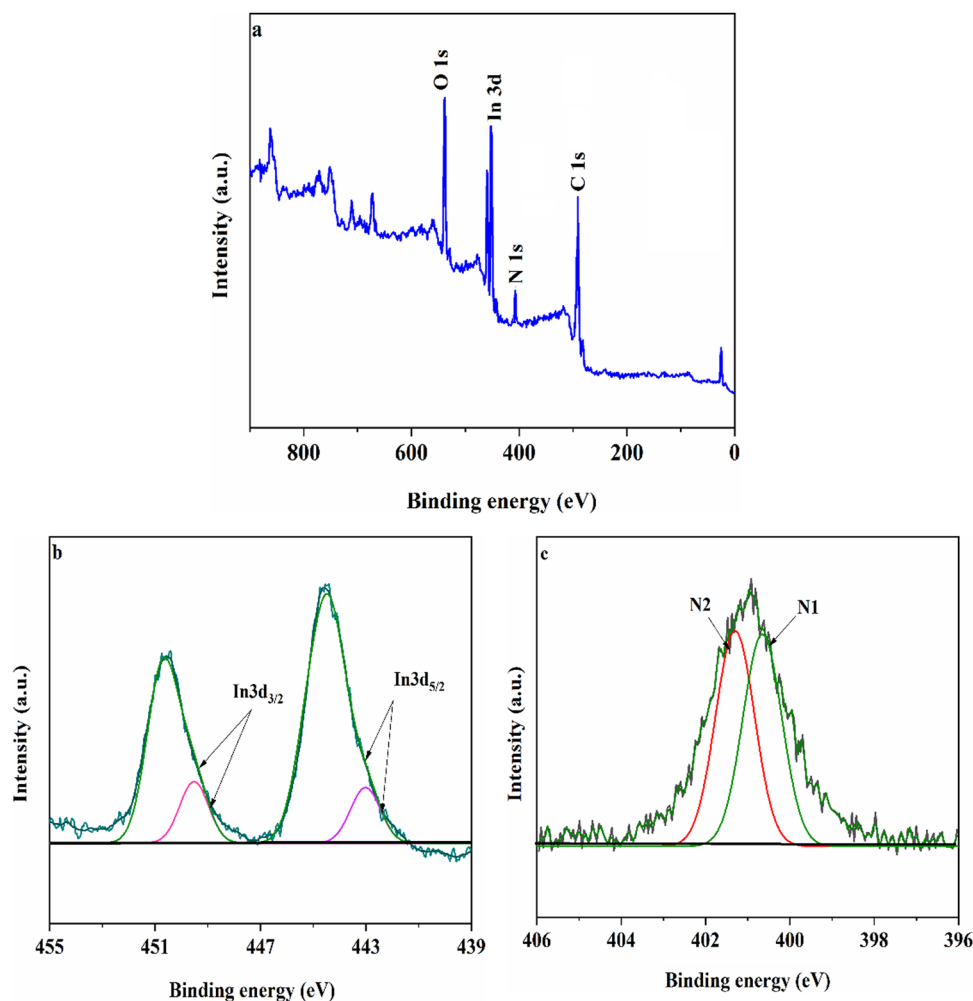 a
O 1s
In 3d
N 1s
C 1s
Intensity (a.u.)
800 600 400 200 0
Binding energy (eV)
b
In3d3/2
In3d5/2
Intensity (a.u.)
455 451 447 443 439
Binding energy (eV)
c
N2
N1
Intensity (a.u.)
406 404 402 400 398 396
Binding energy (eV)